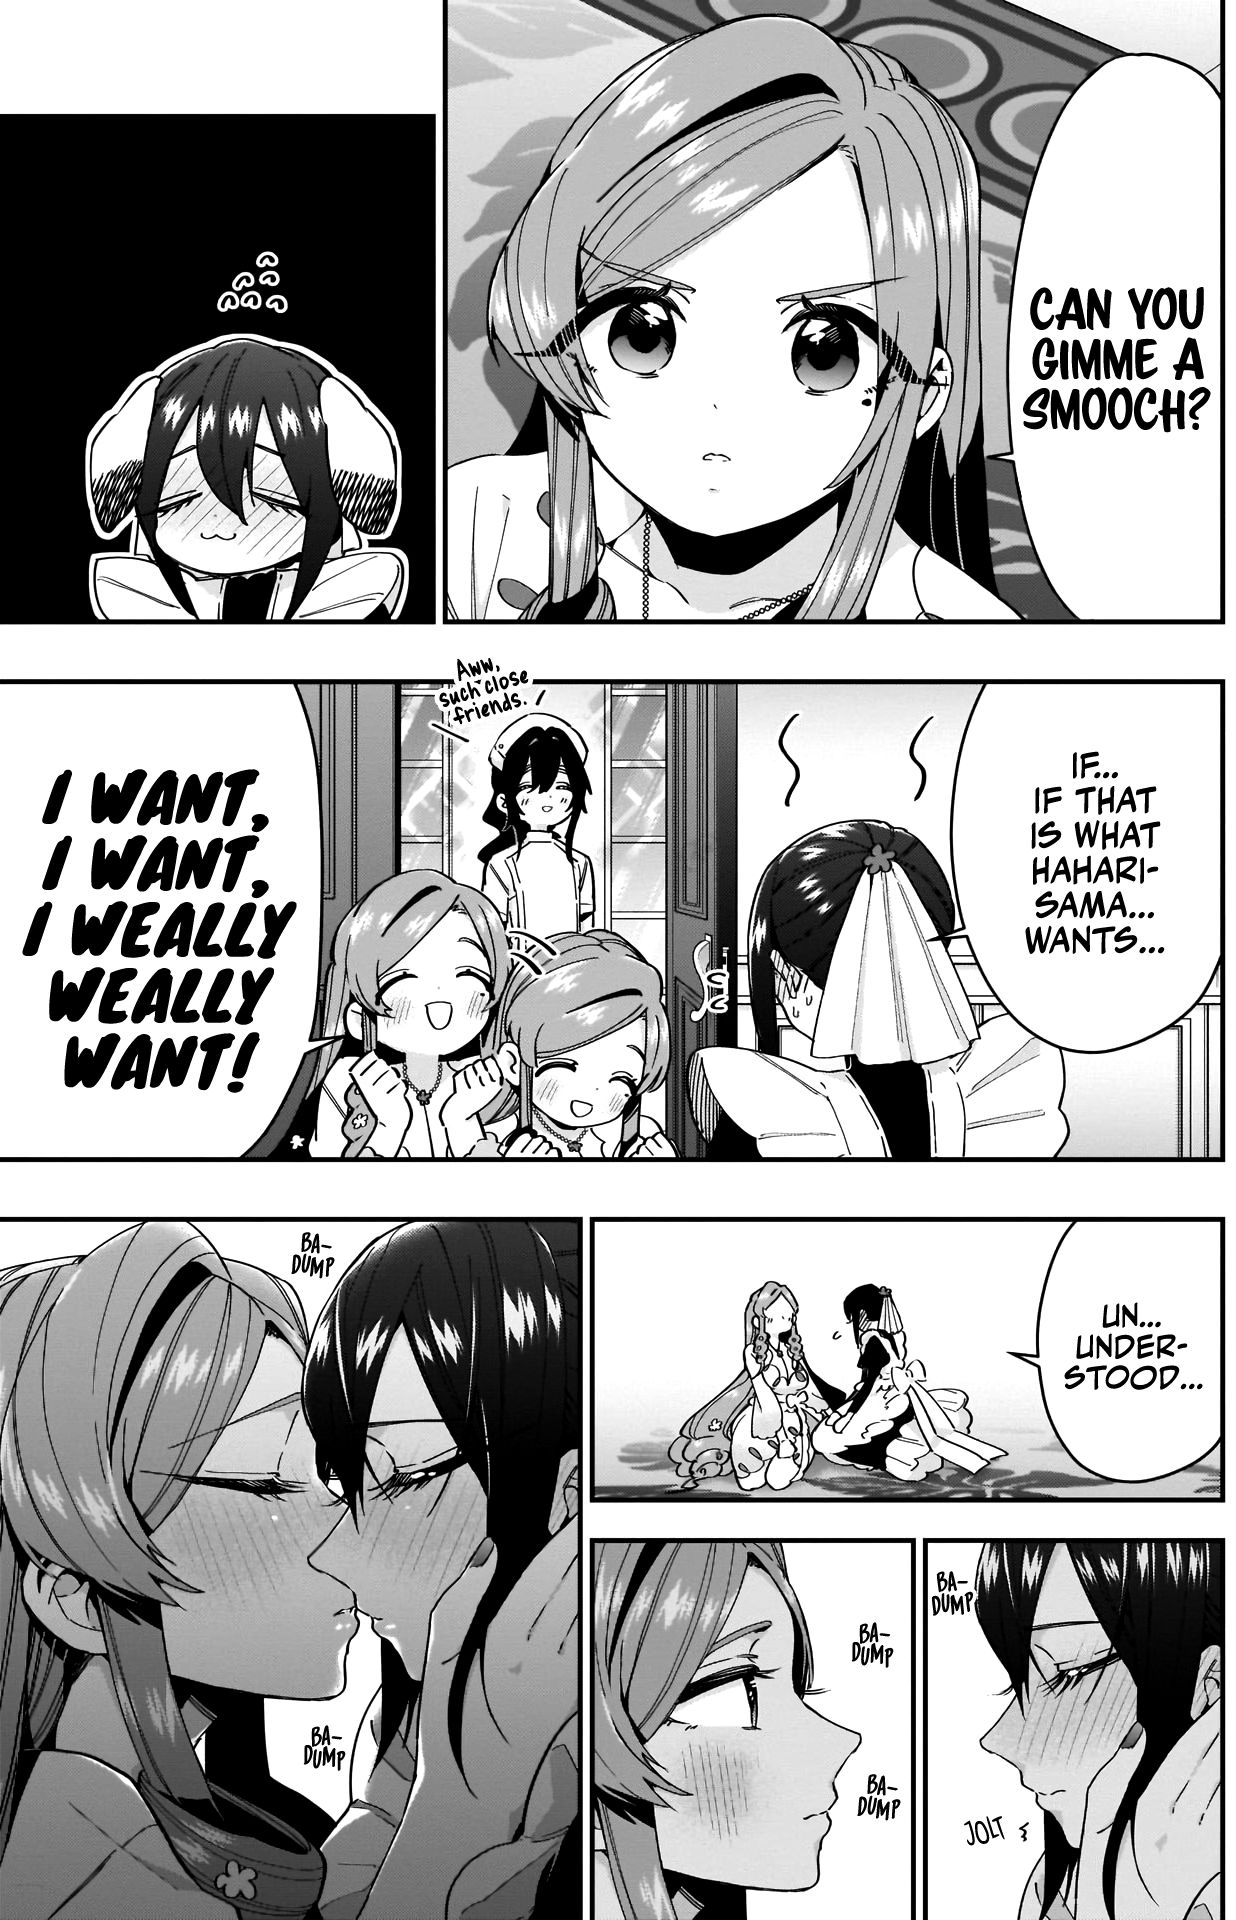 CAN YOU
GIMME A
SMOOCH?
IF...
IF THAT
IS WHAT
HAHARI-
SAMA...
WANTS...
Aww,
such close
friends.
I WANT,
I WANT,
I WEALLY
WEALLY
WANT!
UN...
UNDER-
STOOD...
BA-
DUMP
BA-
DUMP
BA-
DUMP
JOLT
BA-
DUMP
BA-
DUMP